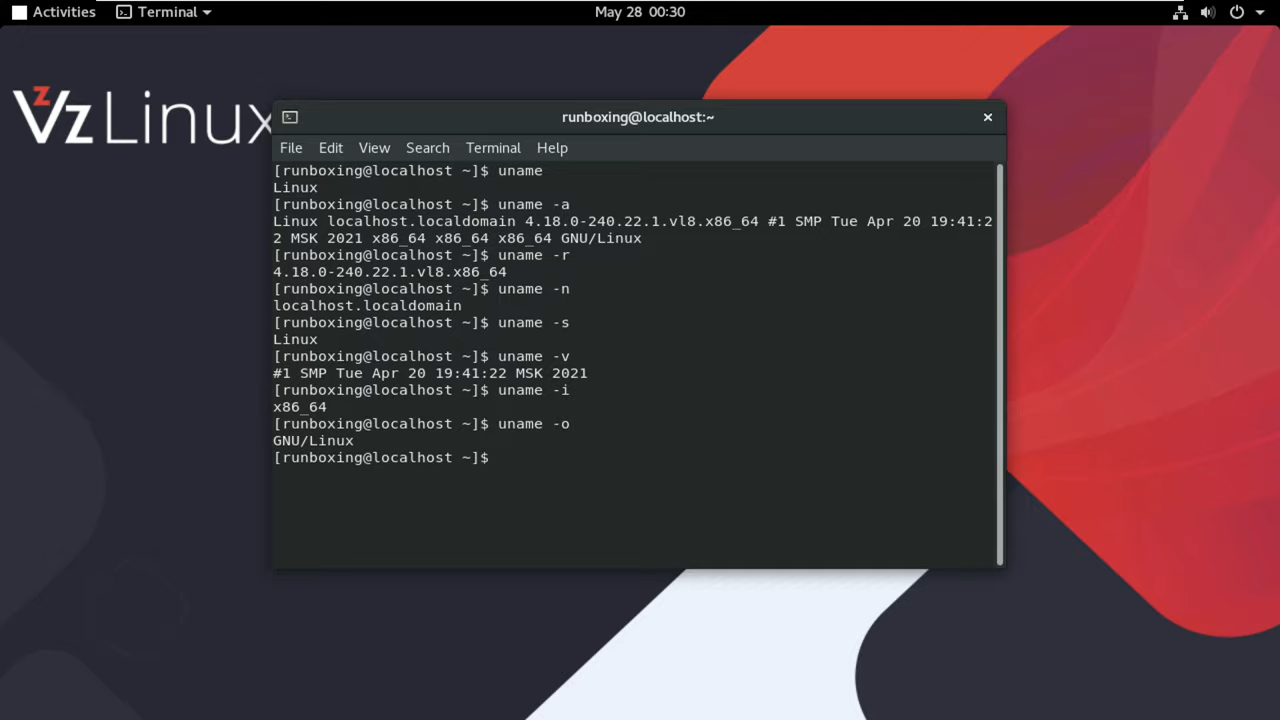 Activities Terminal May 28 00:30
VzLinux
runboxing@localhost:~
File Edit View Search Terminal Help
[runboxing@localhost ~]$ uname
Linux
[runboxing@localhost ~]$ uname -a
Linux localhost.localdomain 4.18.0-240.22.1.vl8.x86_64 #1 SMP Tue Apr 20 19:41:2
2 MSK 2021 x86_64 x86_64 x86_64 GNU/Linux
[runboxing@localhost ~]$ uname -r
4.18.0-240.22.1.vl8.x86_64
[runboxing@localhost ~]$ uname -n
localhost.localdomain
[runboxing@localhost ~]$ uname -s
Linux
[runboxing@localhost ~]$ uname -v
#1 SMP Tue Apr 20 19:41:22 MSK 2021
[runboxing@localhost ~]$ uname -i
x86_64
[runboxing@localhost ~]$ uname -o
GNU/Linux
[runboxing@localhost ~]$